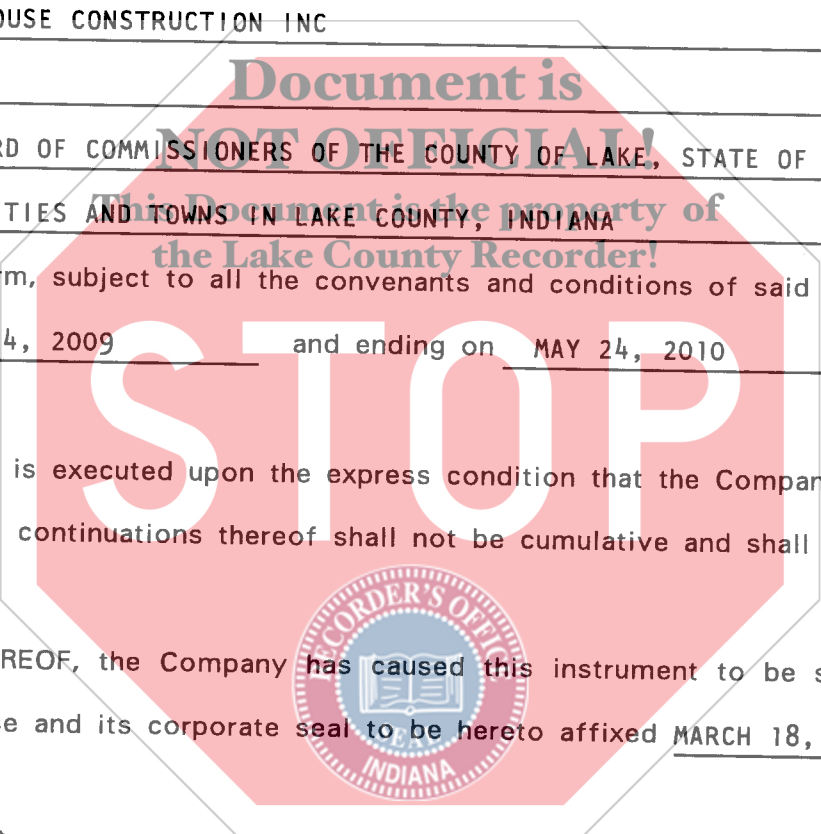 OUSE CONSTRUCTION INC
Document is
NOT OFFICIAL!
RD OF COMMISSIONERS OF THE COUNTY OF LAKE, STATE OF
This Document is the property of
TIES AND TOWNS IN LAKE COUNTY, INDIANA
the Lake County Recorder!
m, subject to all the convenants and conditions of said
4, 2009 and ending on MAY 24, 2010
STOP
is executed upon the express condition that the Compan
continuations thereof shall not be cumulative and shall
RECORDER'S OFFICE
REOF, the Company has caused this instrument to be s
e and its corporate seal to be hereto affixed MARCH 18,
SEAL
INDIANA